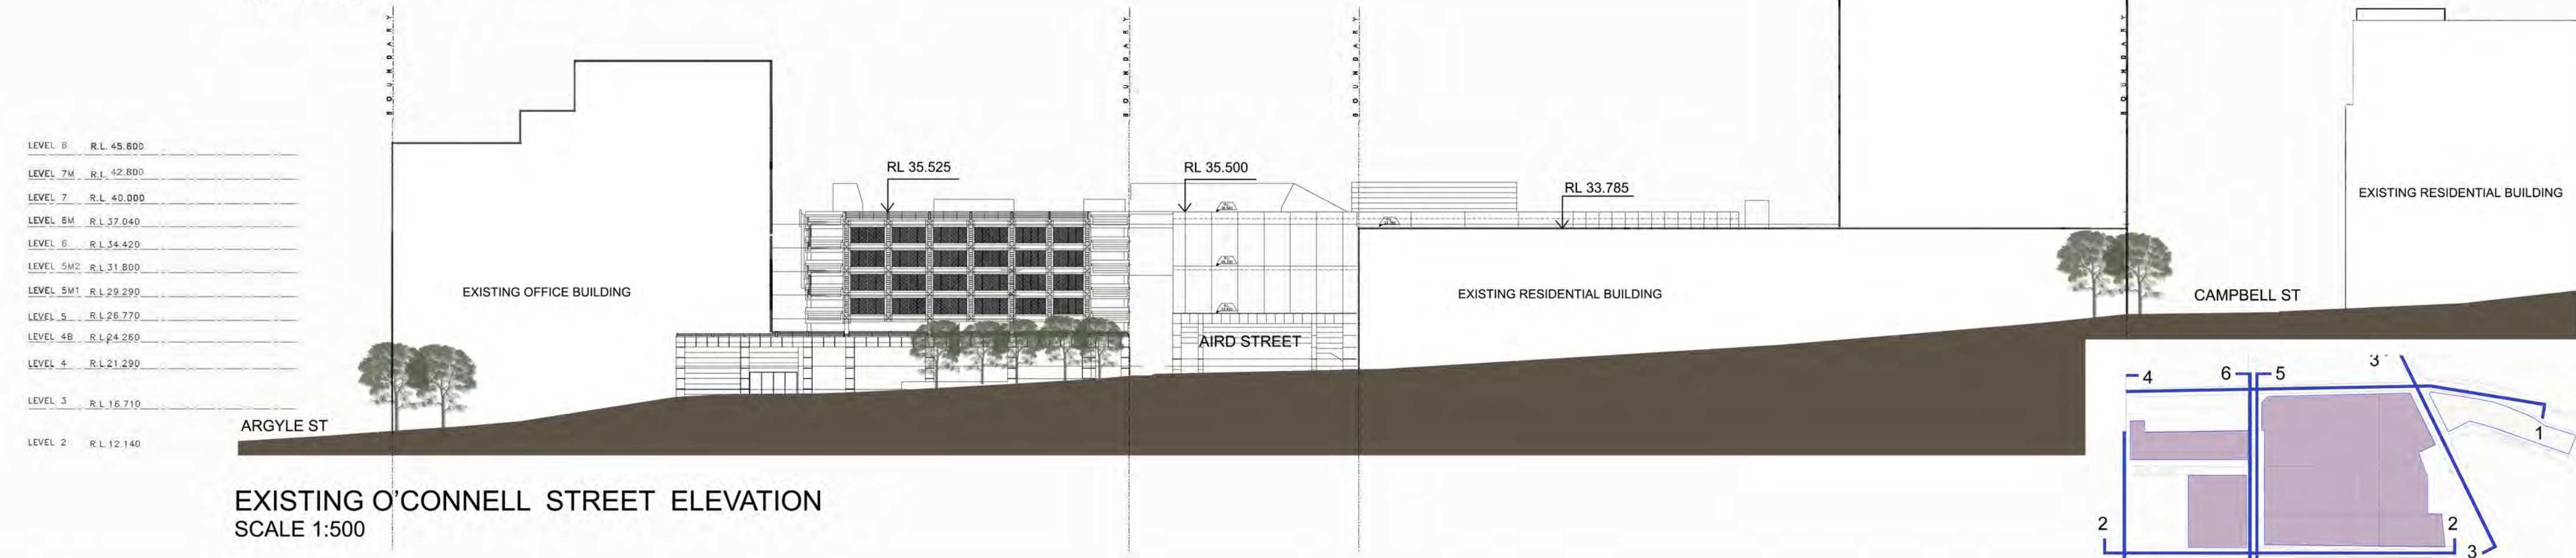 BOUNDARY
BOUNDARY
BOUNDARY
BOUNDARY
LEVEL 8 R.L. 45.600
LEVEL 7M R.L. 42.800
LEVEL 7 R.L. 40.000
LEVEL 6M R.L.37.040
LEVEL 6 R.L.34.420
LEVEL 5M2 R.L.31.800
LEVEL 5M1 R.L.29.290
LEVEL 5 R.L.26.770
LEVEL 4B R.L.24.260
LEVEL 4 R.L.21.290
LEVEL 3 R.L.16.710
LEVEL 2 R.L.12.140
RL 35.525
RL 35.500
RL 33.785
EXISTING OFFICE BUILDING
EXISTING RESIDENTIAL BUILDING
EXISTING RESIDENTIAL BUILDING
AIRD STREET
CAMPBELL ST
ARGYLE ST
EXISTING O'CONNELL STREET ELEVATION
SCALE 1:500
4
6
5
3
1
2
2
3